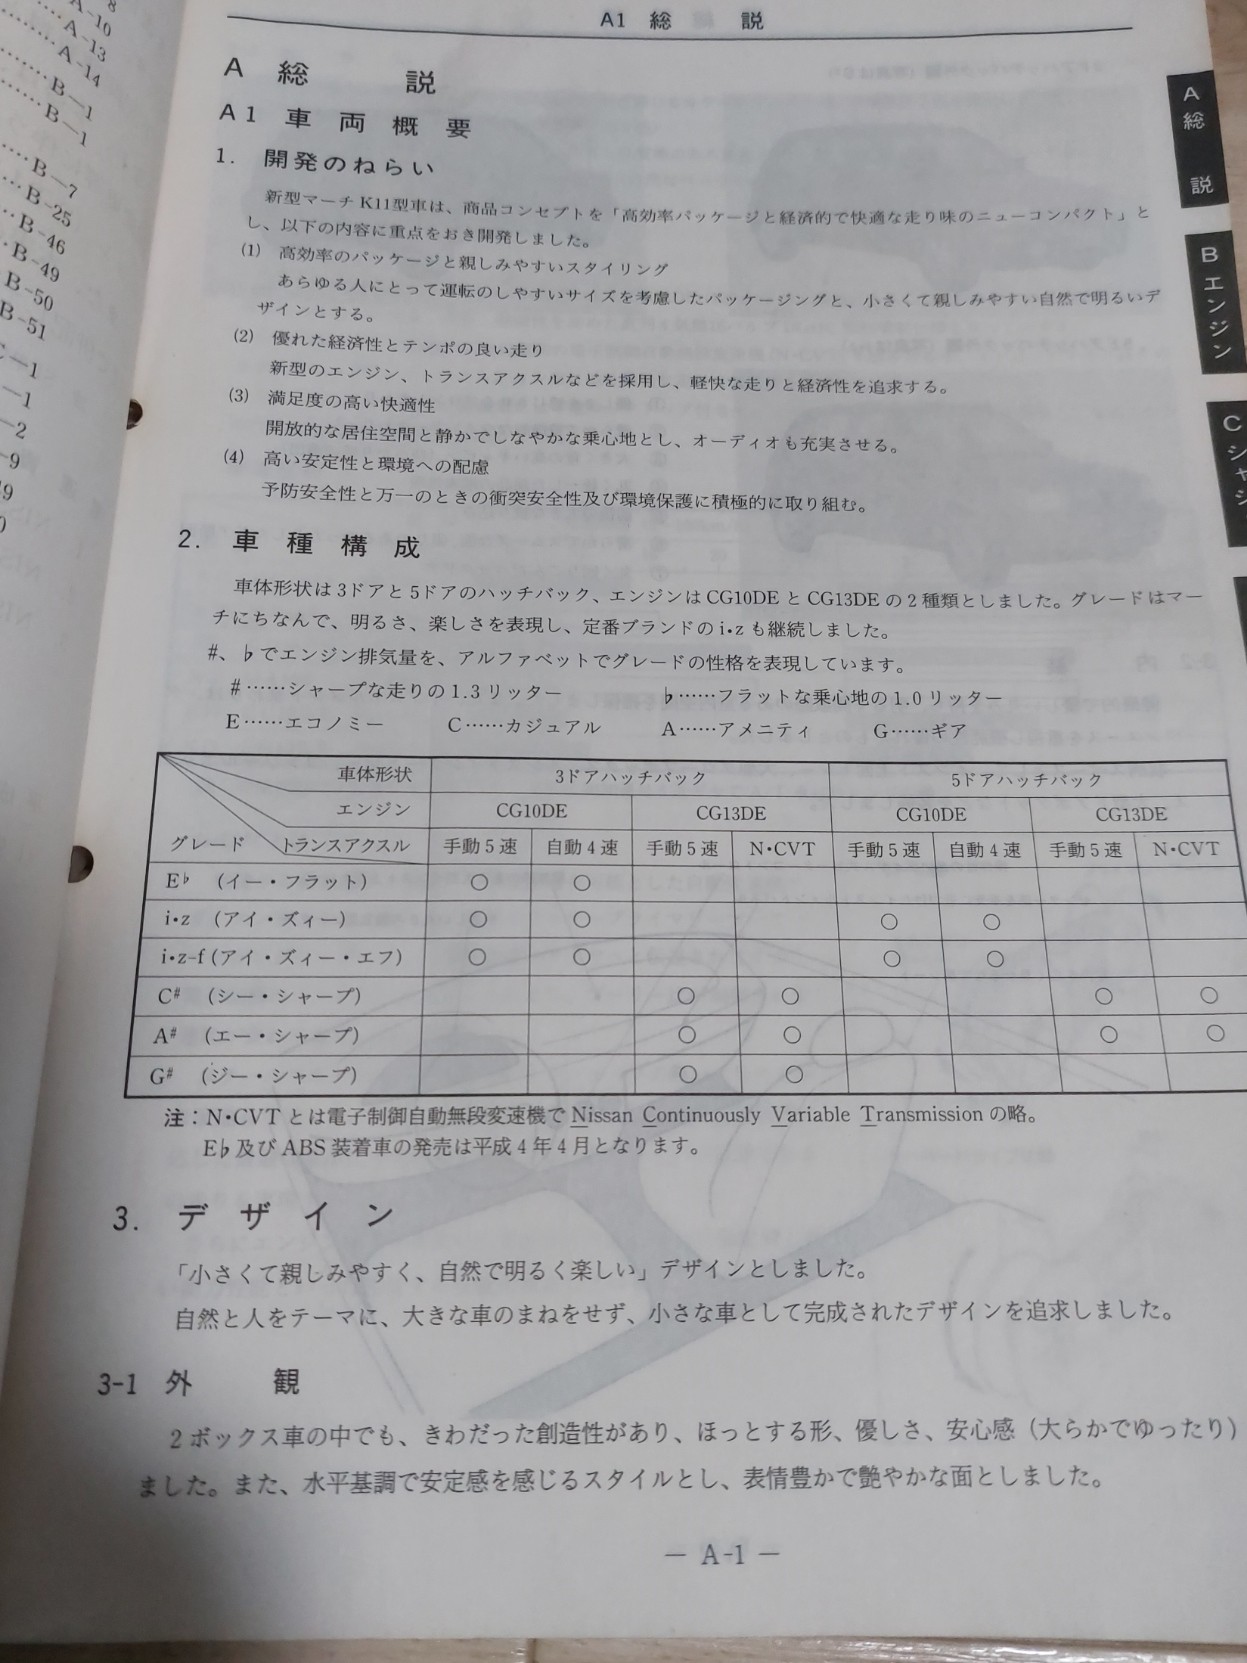 8
A-10
A-13
A-14
B-1
B-1
B-7
B-25
B-46
B-49
B-50
B-51
C-1
-1
-2
-9
A1 総 説
A 総 説
A1 車両概要
1. 開発のねらい
新型マーチK11型車は、商品コンセプトを「高効率パッケージと経済的で快適な走り味のニューコンパクト」と
し、以下の内容に重点をおき開発しました。
(1) 高効率のパッケージと親しみやすいスタイリング
あらゆる人にとって運転のしやすいサイズを考慮したパッケージングと、小さくて親しみやすい自然で明るいデ
ザインとする。
(2) 優れた経済性とテンポの良い走り
新型のエンジン、トランスアクスルなどを採用し、軽快な走りと経済性を追求する。
(3) 満足度の高い快適性
開放的な居住空間と静かでしなやかな乗心地とし、オーディオも充実させる。
(4) 高い安定性と環境への配慮
予防安全性と万一のときの衝突安全性及び環境保護に積極的に取り組む。
2. 車種構成
車体形状は3ドアと5ドアのハッチバック、エンジンはCG10DEとCG13DEの2種類としました。グレードはマー
チにちなんで、明るさ、楽しさを表現し、定番ブランドのi•zも継続しました。
#、♭でエンジン排気量を、アルファベットでグレードの性格を表現しています。
#……シャープな走りの1.3リッター ♭……フラットな乗心地の1.0リッター
E……エコノミー C……カジュアル A……アメニティ G……ギア
車体形状 3ドアハッチバック 5ドアハッチバック
エンジン CG10DE CG13DE CG10DE CG13DE
グレード トランスアクスル 手動5速 自動4速 手動5速 N•CVT 手動5速 自動4速 手動5速 N•CVT
E♭ (イー・フラット) ○ ○
i•z (アイ・ズィー) ○ ○ ○ ○
i•z-f (アイ・ズィー・エフ) ○ ○ ○ ○
C# (シー・シャープ) ○ ○ ○ ○
A# (エー・シャープ) ○ ○ ○ ○
G# (ジー・シャープ) ○ ○
注：N•CVTとは電子制御自動無段変速機でNissan Continuously Variable Transmissionの略。
E♭及びABS装着車の発売は平成4年4月となります。
3. デザイン
「小さくて親しみやすく、自然で明るく楽しい」デザインとしました。
自然と人をテーマに、大きな車のまねをせず、小さな車として完成されたデザインを追求しました。
3-1 外 観
2ボックス車の中でも、きわだった創造性があり、ほっとする形、優しさ、安心感（大らかでゆったり）
ました。また、水平基調で安定感を感じるスタイルとし、表情豊かで艶やかな面としました。
— A-1 —
A 総 説
B エンジン
C シャシ